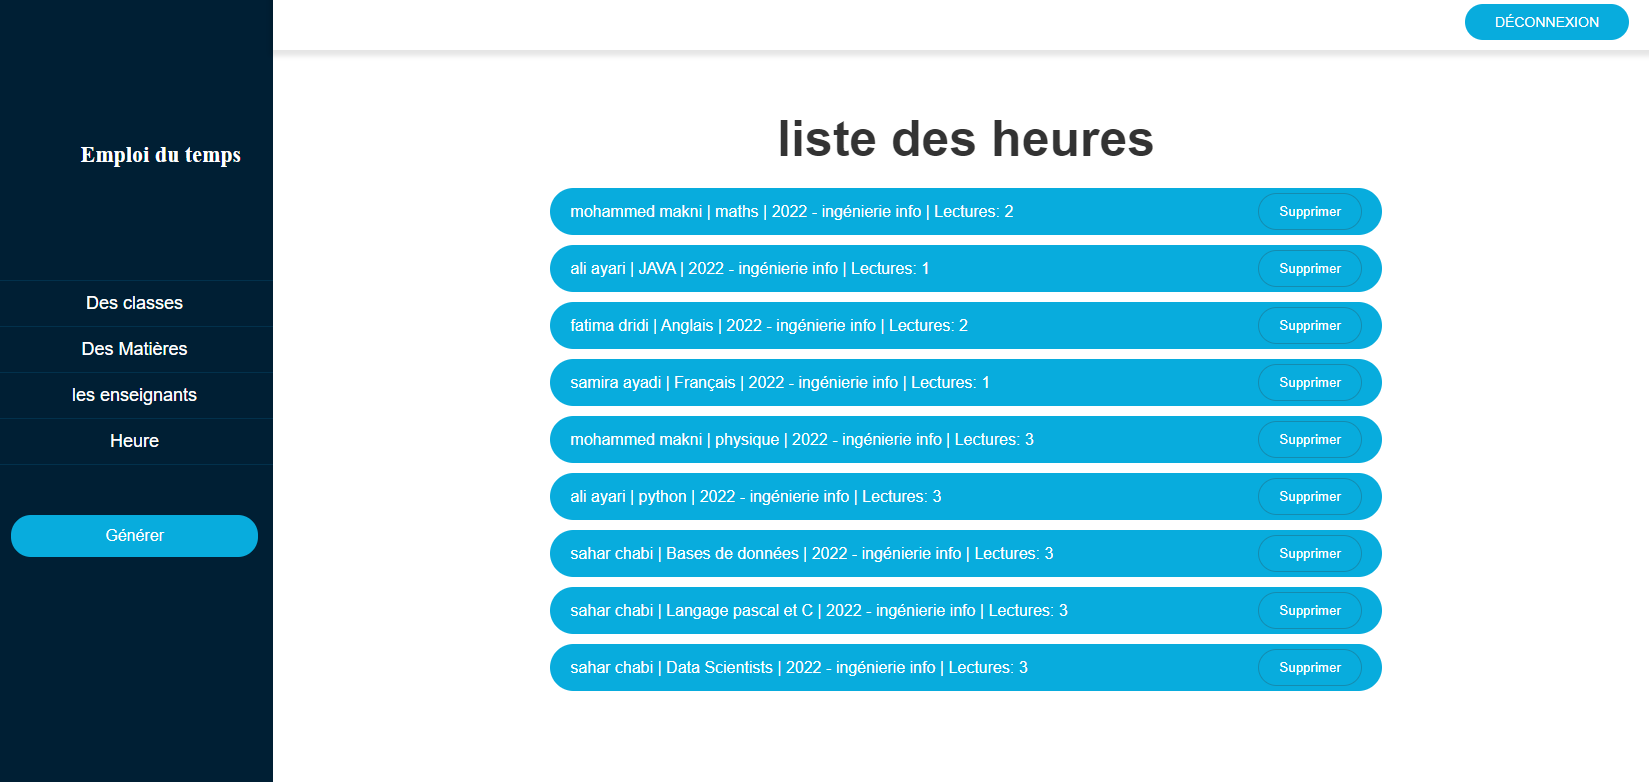 DÉCONNEXION
Emploi du temps
Des classes
Des Matières
les enseignants
Heure
Générer
liste des heures
mohammed makni | maths | 2022 - ingénierie info | Lectures: 2 Supprimer
ali ayari | JAVA | 2022 - ingénierie info | Lectures: 1 Supprimer
fatima dridi | Anglais | 2022 - ingénierie info | Lectures: 2 Supprimer
samira ayadi | Français | 2022 - ingénierie info | Lectures: 1 Supprimer
mohammed makni | physique | 2022 - ingénierie info | Lectures: 3 Supprimer
ali ayari | python | 2022 - ingénierie info | Lectures: 3 Supprimer
sahar chabi | Bases de données | 2022 - ingénierie info | Lectures: 3 Supprimer
sahar chabi | Langage pascal et C | 2022 - ingénierie info | Lectures: 3 Supprimer
sahar chabi | Data Scientists | 2022 - ingénierie info | Lectures: 3 Supprimer